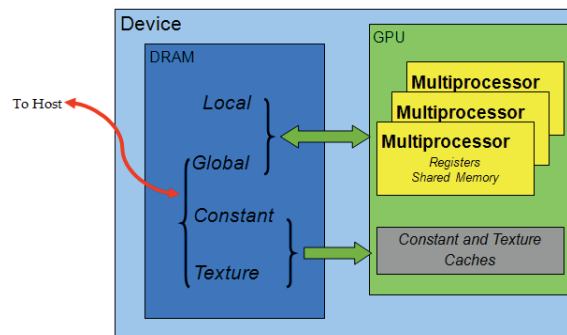 Device
DRAM
GPU
To Host
Local
Global
Constant
Texture
Multiprocessor
Multiprocessor
Multiprocessor
Registers
Shared Memory
Constant and Texture
Caches